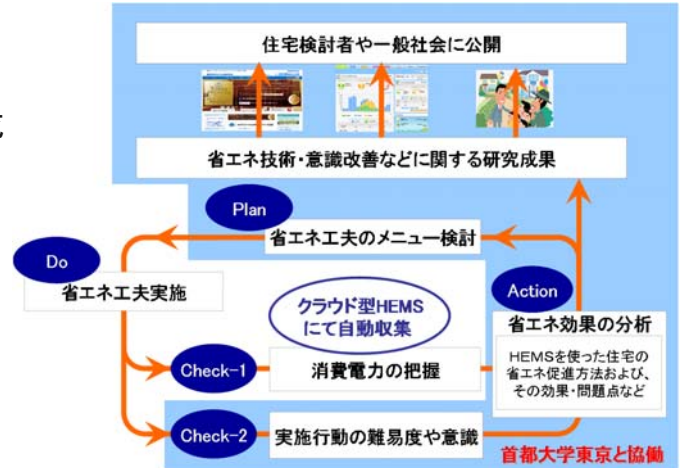 住宅検討者や一般社会に公開
省エネ技術・意識改善などに関する研究成果
Plan
省エネ工夫のメニュー検討
Do
省エネ工夫実施
クラウド型HEMS
にて自動収集
Action
省エネ効果の分析
HEMSを使った住宅の
省エネ促進方法および、
その効果・問題点など
Check-1
消費電力の把握
Check-2
実施行動の難易度や意識
首都大学東京と協働